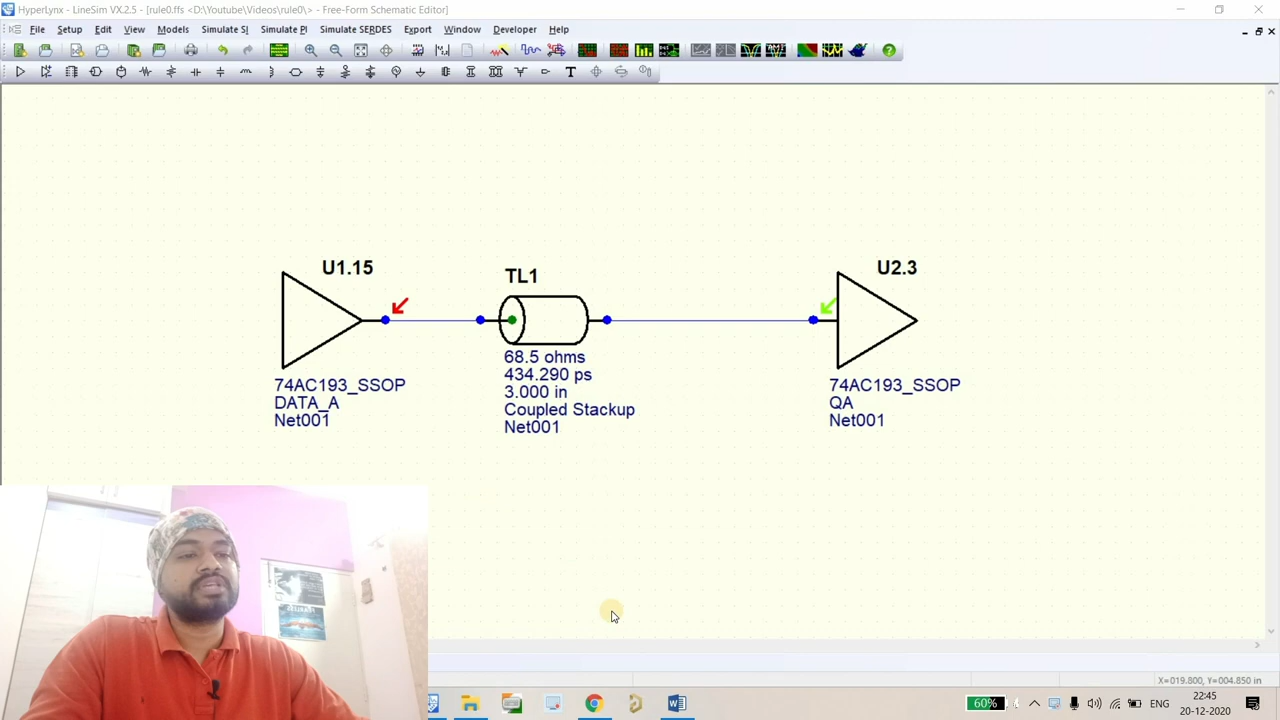 HyperLynx - LineSim VX.2.5 - [rule0.ffs <D:\Youtube\Videos\rule0\> - Free-Form Schematic Editor]
File Setup Edit View Models Simulate SI Simulate PI Simulate SERDES Export Window Developer Help
U1.15
TL1
U2.3
68.5 ohms
434.290 ps
3.000 in
Coupled Stackup
Net001
74AC193_SSOP
DATA_A
Net001
74AC193_SSOP
QA
Net001
X=019.800, Y=004.850 in
60%
ENG
22:45
20-12-2020